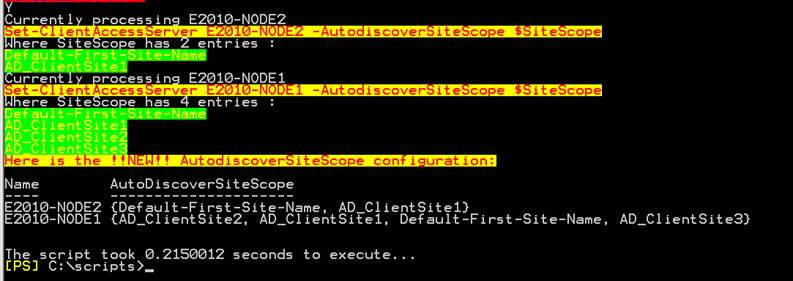 Y
Currently processing E2010-NODE2
Set-ClientAccessServer E2010-NODE2 -AutodiscoverSiteScope $SiteScope
Where SiteScope has 2 entries :
Default-First-Site-Name
AD_ClientSite1
Currently processing E2010-NODE1
Set-ClientAccessServer E2010-NODE1 -AutodiscoverSiteScope $SiteScope
Where SiteScope has 4 entries :
Default-First-Site-Name
AD_ClientSite1
AD_ClientSite2
AD_ClientSite3
Here is the !!NEW!! AutodiscoverSiteScope configuration:
Name AutoDiscoverSiteScope
---- ---------------------
E2010-NODE2 {Default-First-Site-Name, AD_ClientSite1}
E2010-NODE1 {AD_ClientSite2, AD_ClientSite1, Default-First-Site-Name, AD_ClientSite3}
The script took 0.2150012 seconds to execute...
[PS] C:\scripts>_